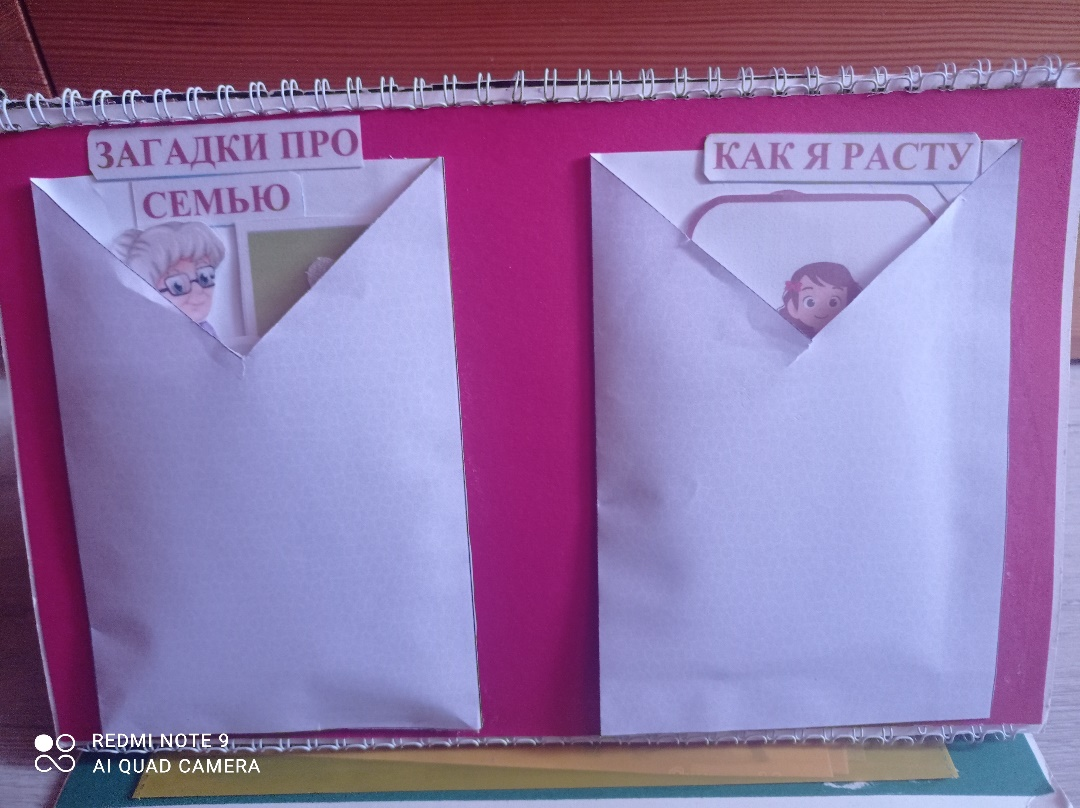 ЗАГАДКИ ПРО
СЕМЬЮ
КАК Я РАСТУ
REDMI NOTE 9
AI QUAD CAMERA